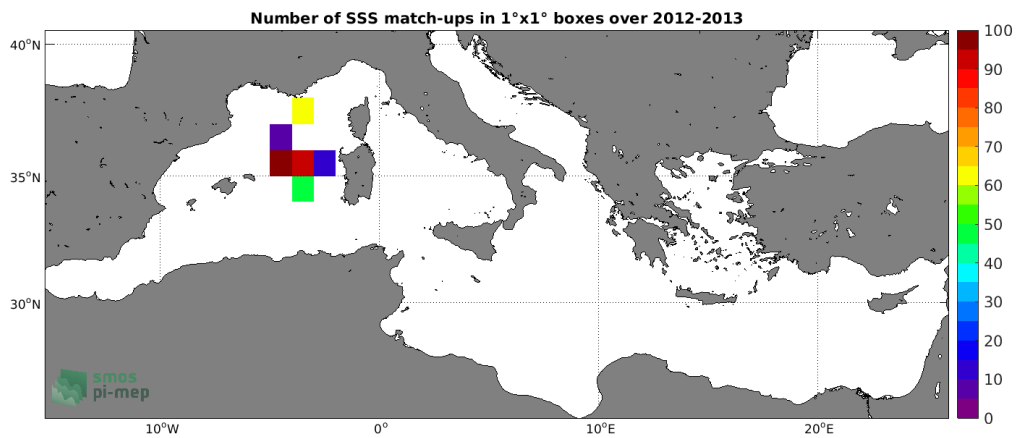 Number of SSS match-ups in 1°x1° boxes over 2012-2013
40°N
35°N
30°N
10°W
0°
10°E
20°E
100
90
80
70
60
50
40
30
20
10
0
smos
pi-mep